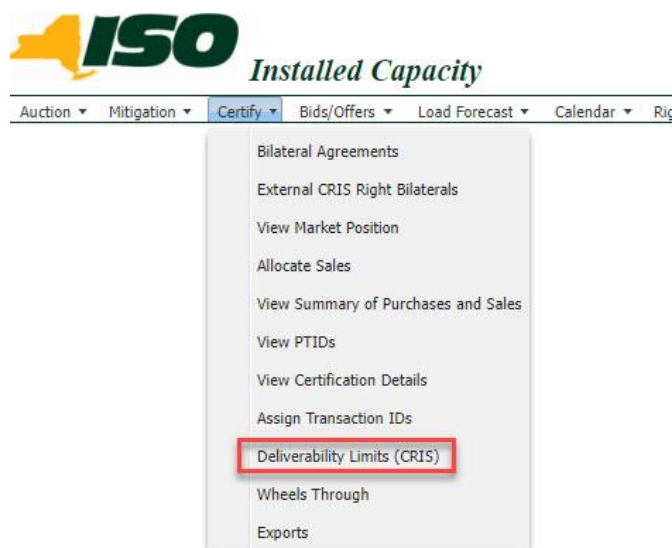 ISO
Installed Capacity
Auction Mitigation Certify Bids/Offers Load Forecast Calendar Rig
Bilateral Agreements
External CRIS Right Bilaterals
View Market Position
Allocate Sales
View Summary of Purchases and Sales
View PTIDs
View Certification Details
Assign Transaction IDs
Deliverability Limits (CRIS)
Wheels Through
Exports